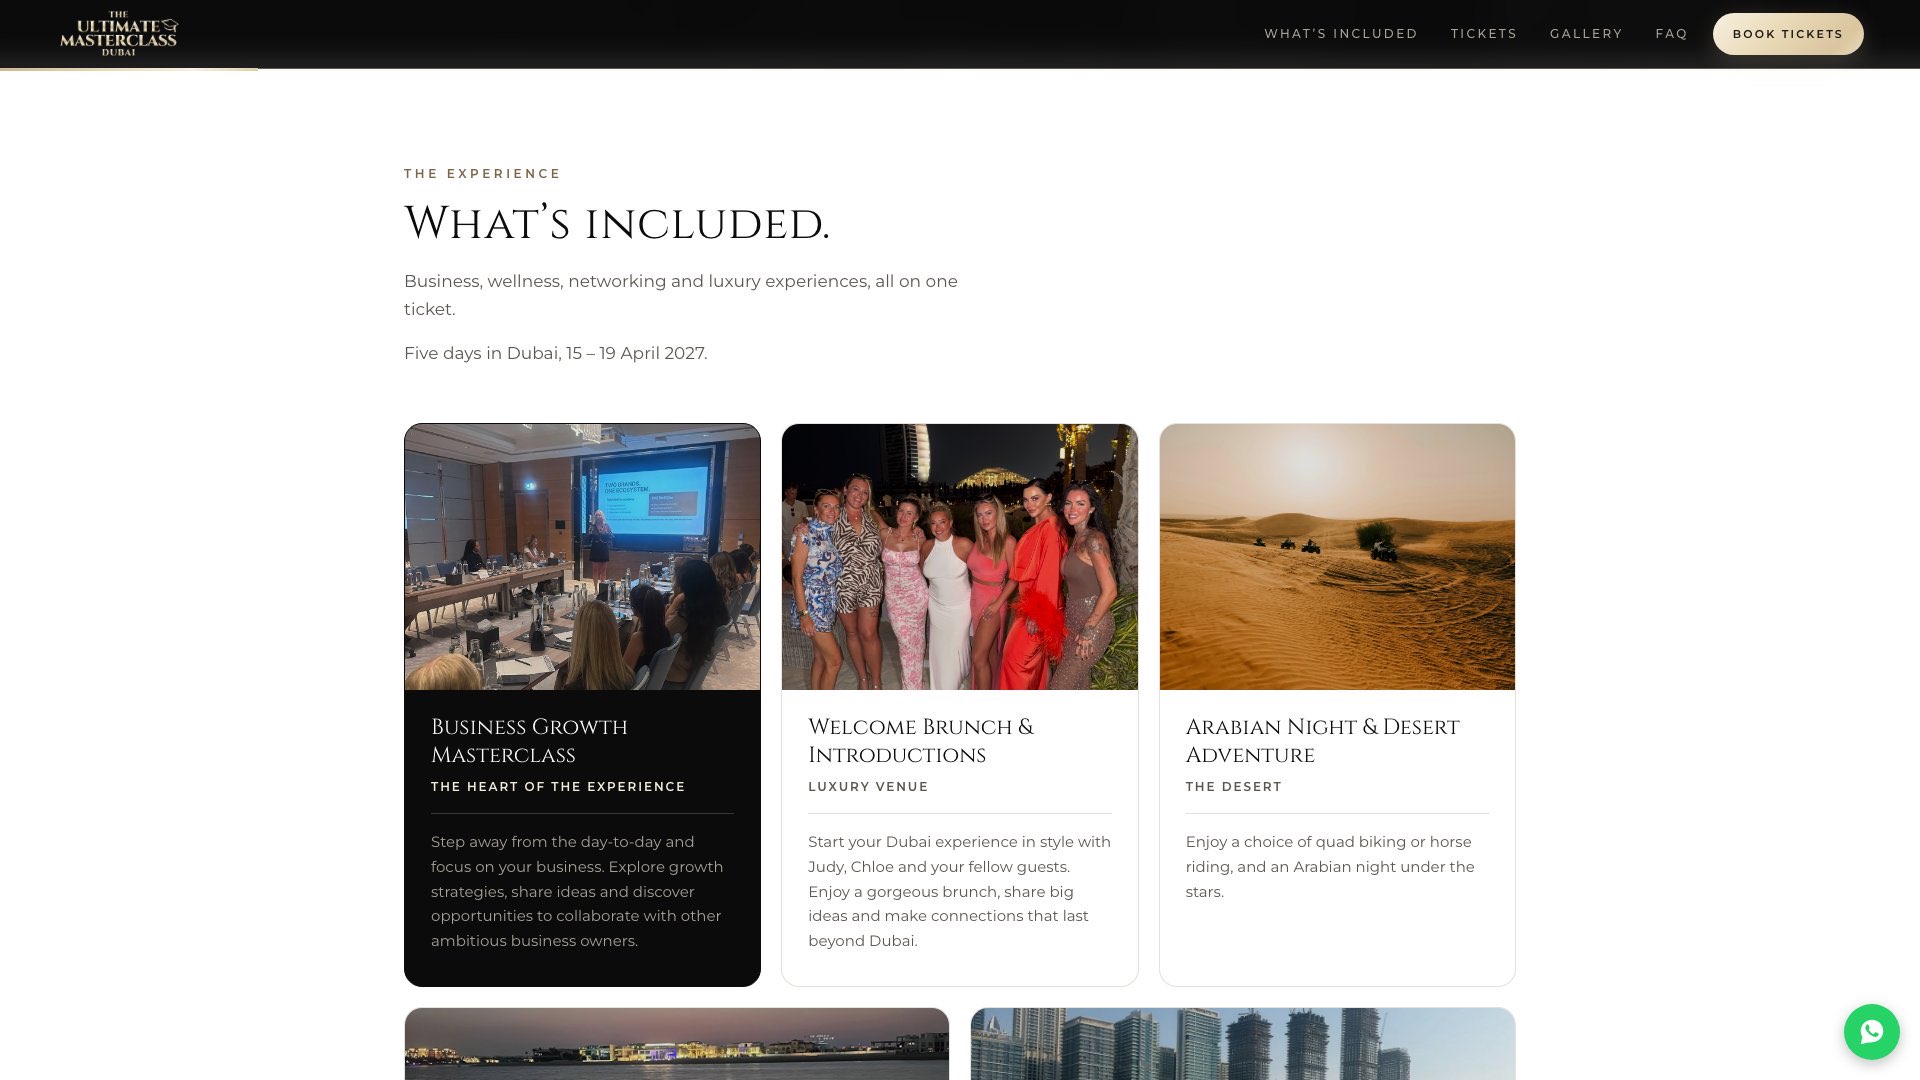 THE
ULTIMATE
MASTERCLASS
DUBAI
WHAT'S INCLUDED
TICKETS
GALLERY
FAQ
BOOK TICKETS
THE EXPERIENCE
What's included.
Business, wellness, networking and luxury experiences, all on one
ticket.
Five days in Dubai, 15 – 19 April 2027.
TWO BRANDS.
ONE ECOSYSTEM.
Business Growth
Masterclass
THE HEART OF THE EXPERIENCE
Step away from the day-to-day and
focus on your business. Explore growth
strategies, share ideas and discover
opportunities to collaborate with other
ambitious business owners.
Welcome Brunch &
Introductions
LUXURY VENUE
Start your Dubai experience in style with
Judy, Chloe and your fellow guests.
Enjoy a gorgeous brunch, share big
ideas and make connections that last
beyond Dubai.
Arabian Night & Desert
Adventure
THE DESERT
Enjoy a choice of quad biking or horse
riding, and an Arabian night under the
stars.